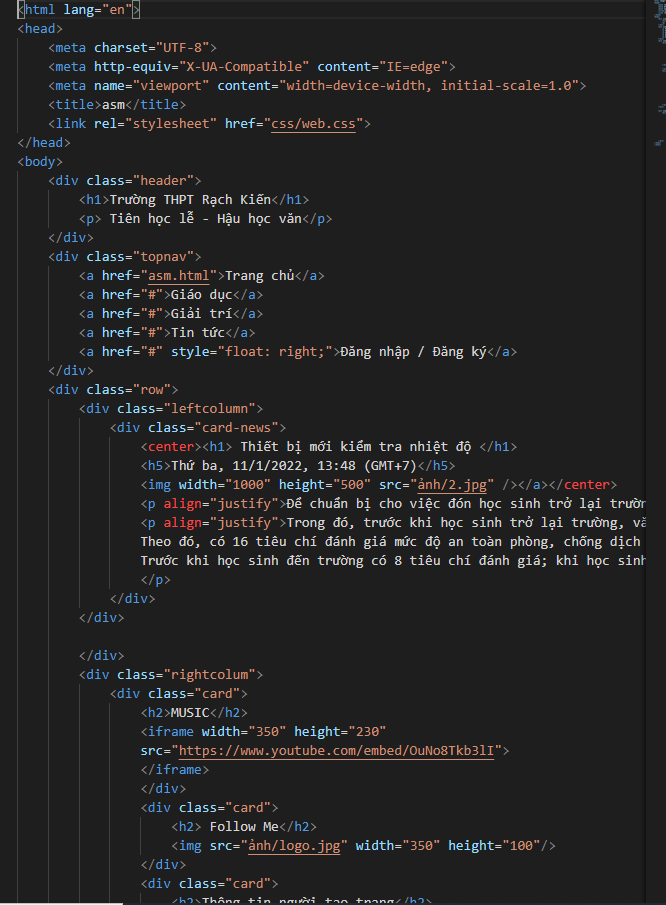 <html lang="en">
<head>
<meta charset="UTF-8">
<meta http-equiv="X-UA-Compatible" content="IE=edge">
<meta name="viewport" content="width=device-width, initial-scale=1.0">
<title>asm</title>
<link rel="stylesheet" href="css/web.css">
</head>
<body>
<div class="header">
<h1>Trường THPT Rạch Kiến</h1>
<p> Tiên học lễ - Hậu học văn</p>
</div>
<div class="topnav">
<a href="asm.html">Trang chủ</a>
<a href="#">Giáo dục</a>
<a href="#">Giải trí</a>
<a href="#">Tin tức</a>
<a href="#" style="float: right;">Đăng nhập / Đăng ký</a>
</div>
<div class="row">
<div class="leftcolumn">
<div class="card-news">
<center><h1> Thiết bị mới kiểm tra nhiệt độ </h1>
<h5>Thứ ba, 11/1/2022, 13:48 (GMT+7)</h5>
<img width="1000" height="500" src="ảnh/2.jpg" /></a></center>
<p align="justify">Để chuẩn bị cho việc đón học sinh trở lại trườn
<p align="justify">Trong đó, trước khi học sinh trở lại trường, vă
Theo đó, có 16 tiêu chí đánh giá mức độ an toàn phòng, chống dịch
Trước khi học sinh đến trường có 8 tiêu chí đánh giá; khi học sinh
</p>
</div>
</div>
</div>
<div class="rightcolum">
<div class="card">
<h2>MUSIC</h2>
<iframe width="350" height="230"
src="https://www.youtube.com/embed/OuNo8Tkb3lI">
</iframe>
</div>
<div class="card">
<h2> Follow Me</h2>
<img src="ảnh/logo.jpg" width="350" height="100"/>
</div>
<div class="card">
<h2>Thông tin người tạo trang</h2>